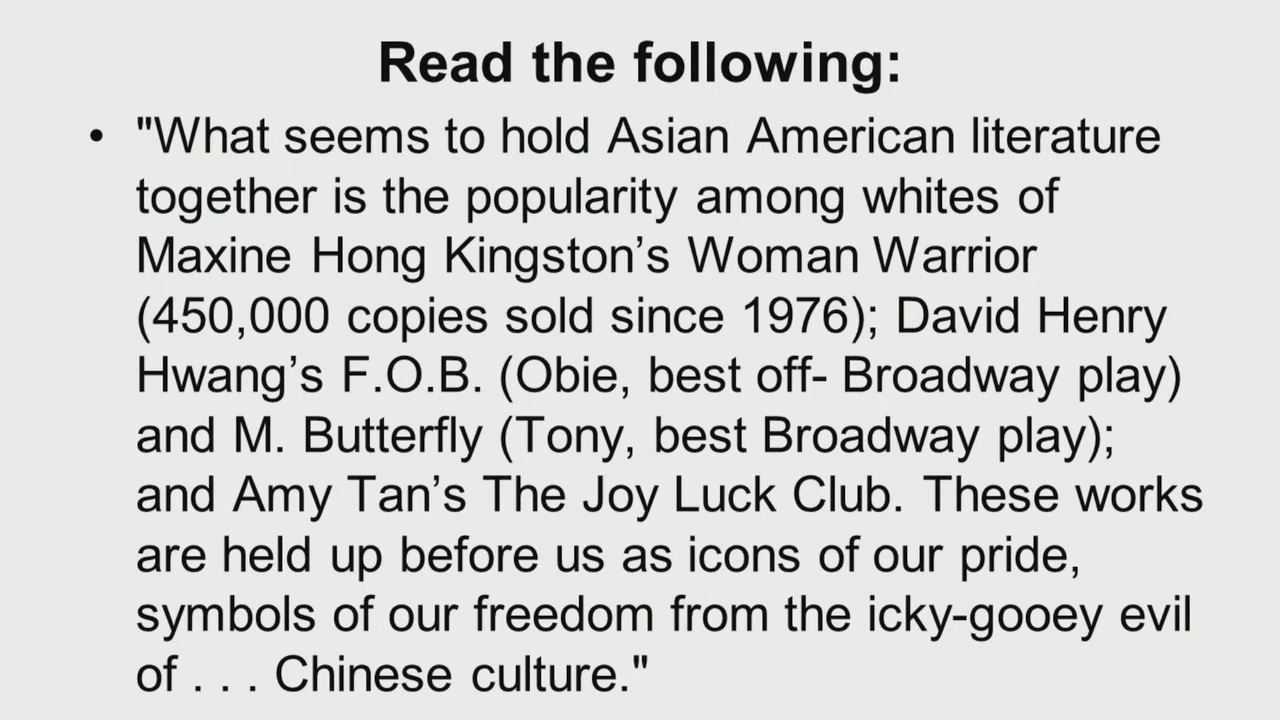 Read the following:
• "What seems to hold Asian American literature
together is the popularity among whites of
Maxine Hong Kingston’s Woman Warrior
(450,000 copies sold since 1976); David Henry
Hwang’s F.O.B. (Obie, best off- Broadway play)
and M. Butterfly (Tony, best Broadway play);
and Amy Tan’s The Joy Luck Club. These works
are held up before us as icons of our pride,
symbols of our freedom from the icky-gooey evil
of . . . Chinese culture."